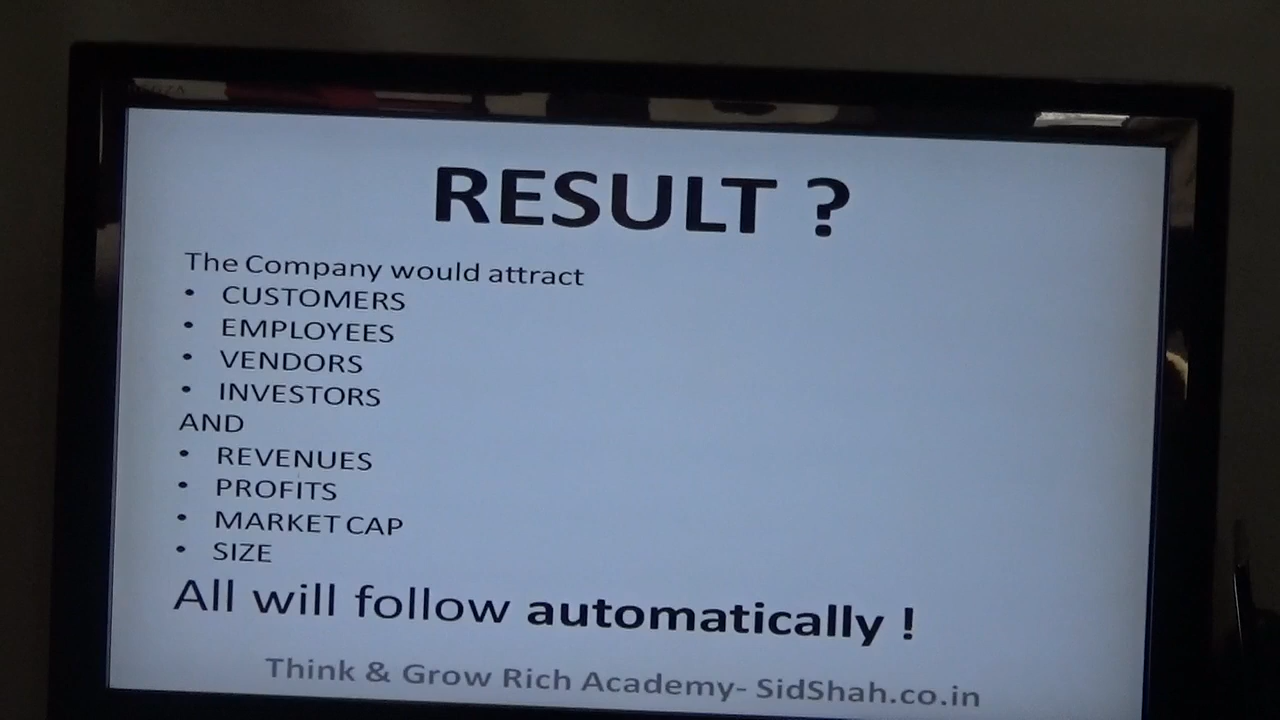 RESULT ?
The Company would attract
• CUSTOMERS
• EMPLOYEES
• VENDORS
• INVESTORS
AND
• REVENUES
• PROFITS
• MARKET CAP
• SIZE
All will follow automatically !
Think & Grow Rich Academy- SidShah.co.in